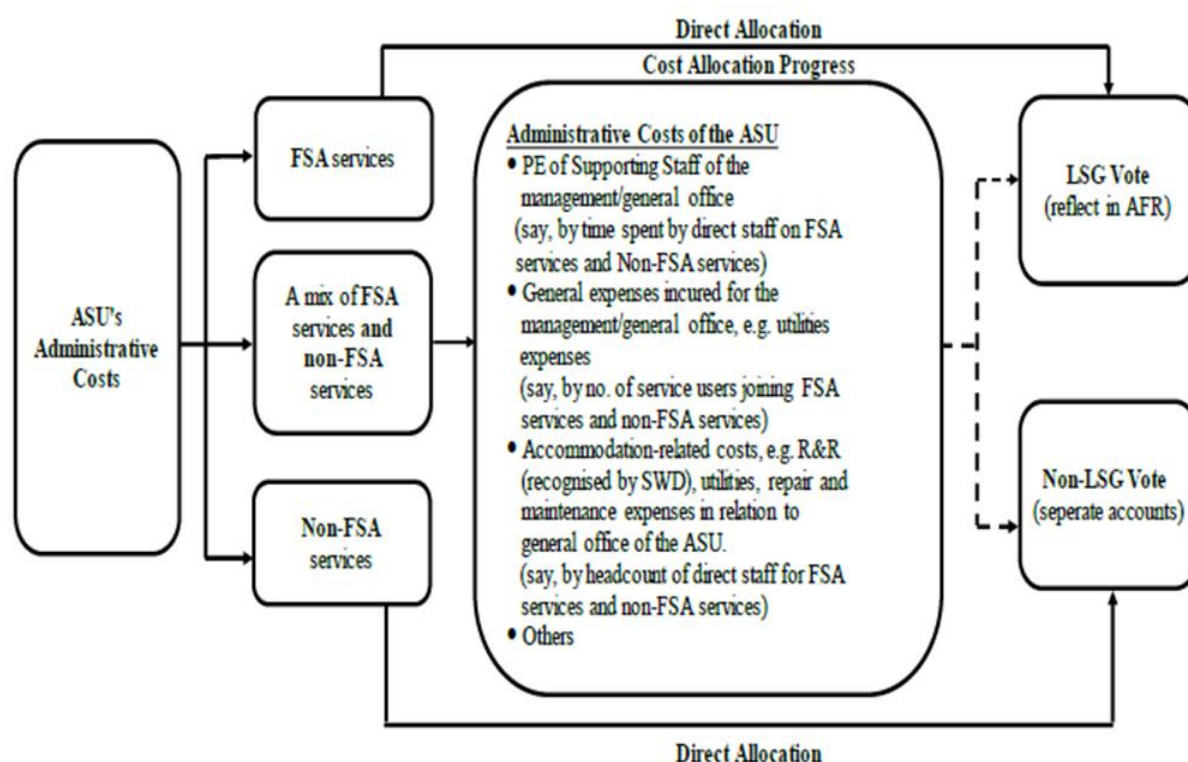 Direct Allocation
Cost Allocation Progress
ASU's
Administrative
Costs
FSA services
A mix of FSA
services and
non-FSA
services
Non-FSA
services
Administrative Costs of the ASU
• PE of Supporting Staff of the
management/general office
(say, by time spent by direct staff on FSA
services and Non-FSA services)
• General expenses incured for the
management/general office, e.g. utilities
expenses
(say, by no. of service users joining FSA
services and non-FSA services)
• Accommodation-related costs, e.g. R&R
(recognised by SWD), utilities, repair and
maintenance expenses in relation to
general office of the ASU.
(say, by headcount of direct staff for FSA
services and non-FSA services)
• Others
LSG Vote
(reflect in AFR)
Non-LSG Vote
(seperate accounts)
Direct Allocation